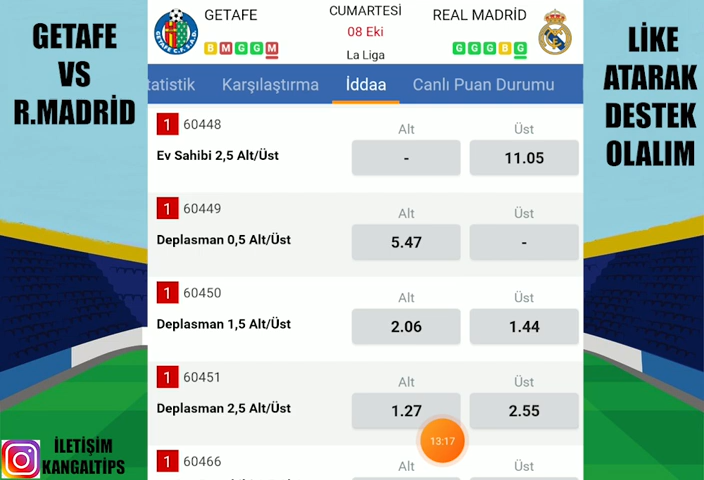 GETAFE
VS
R.MADRİD
GETAFE
B M G G M
CUMARTESİ
08 Eki
La Liga
REAL MADRİD
G G G B G
LİKE
ATARAK
DESTEK
OLALIM
tatistik Karşılaştırma İddaa Canlı Puan Durumu
1 60448 Alt Üst
Ev Sahibi 2,5 Alt/Üst - 11.05
1 60449 Alt Üst
Deplasman 0,5 Alt/Üst 5.47 -
1 60450 Alt Üst
Deplasman 1,5 Alt/Üst 2.06 1.44
1 60451 Alt Üst
Deplasman 2,5 Alt/Üst 1.27 2.55
13:17
1 60466 Alt Üst
İLETİŞİM
KANGALTİPS